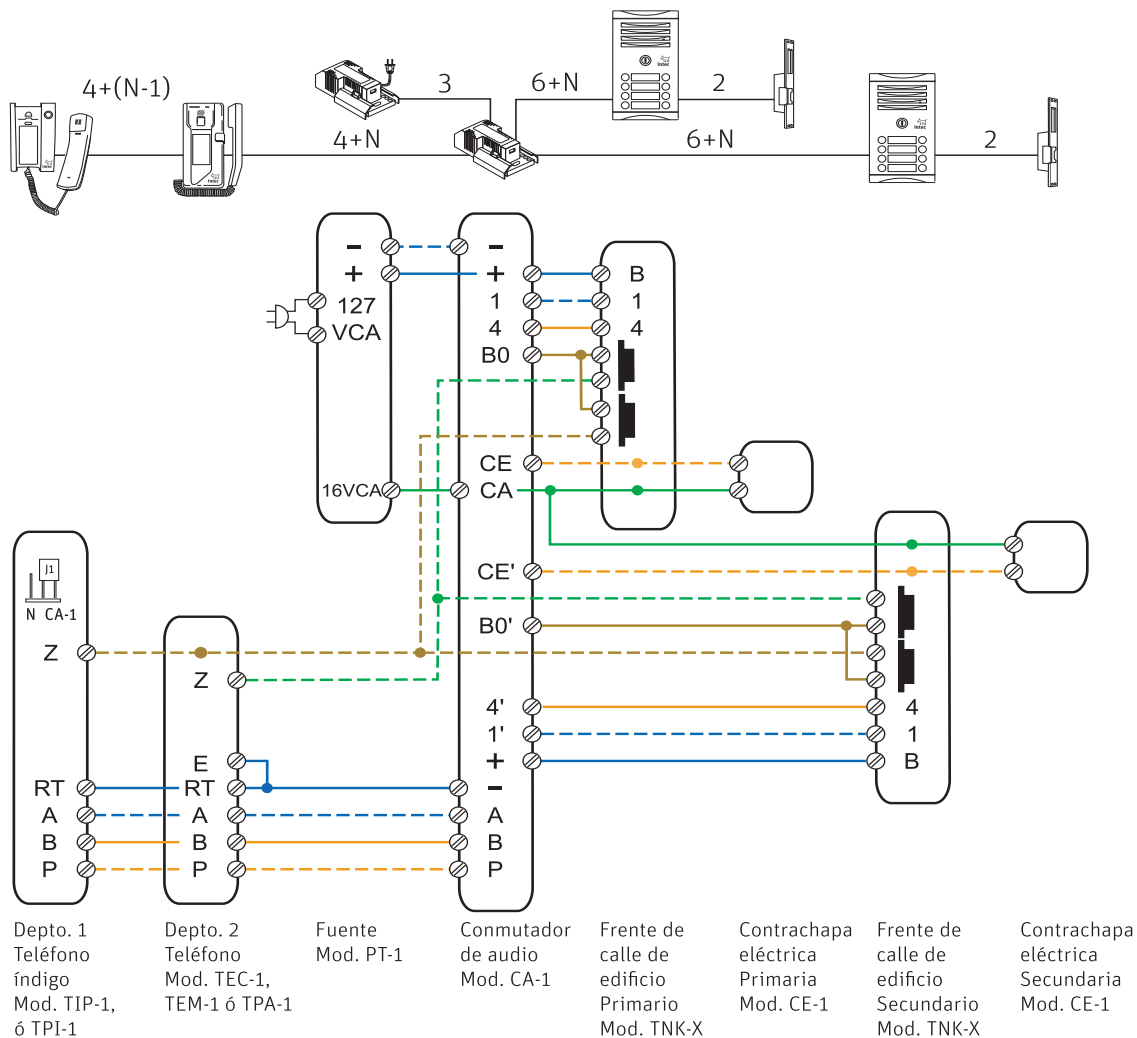 4+(N-1)
3
6+N
2
4+N
6+N
2
intec
intec
intec
intec
-
+
127
VCA
16VCA
-
+
1
4
B0
CE
CA
CE'
B0'
4'
1'
+
-
A
B
P
B
1
4
4
1
B
J1
N CA-1
Z
RT
A
B
P
Z
E
RT
A
B
P
Depto. 1
Teléfono
índigo
Mod. TIP-1,
ó TPI-1
Depto. 2
Teléfono
Mod. TEC-1,
TEM-1 ó TPA-1
Fuente
Mod. PT-1
Conmutador
de audio
Mod. CA-1
Frente de
calle de
edificio
Primario
Mod. TNK-X
Contrachapa
eléctrica
Primaria
Mod. CE-1
Frente de
calle de
edificio
Secundario
Mod. TNK-X
Contrachapa
eléctrica
Secundaria
Mod. CE-1